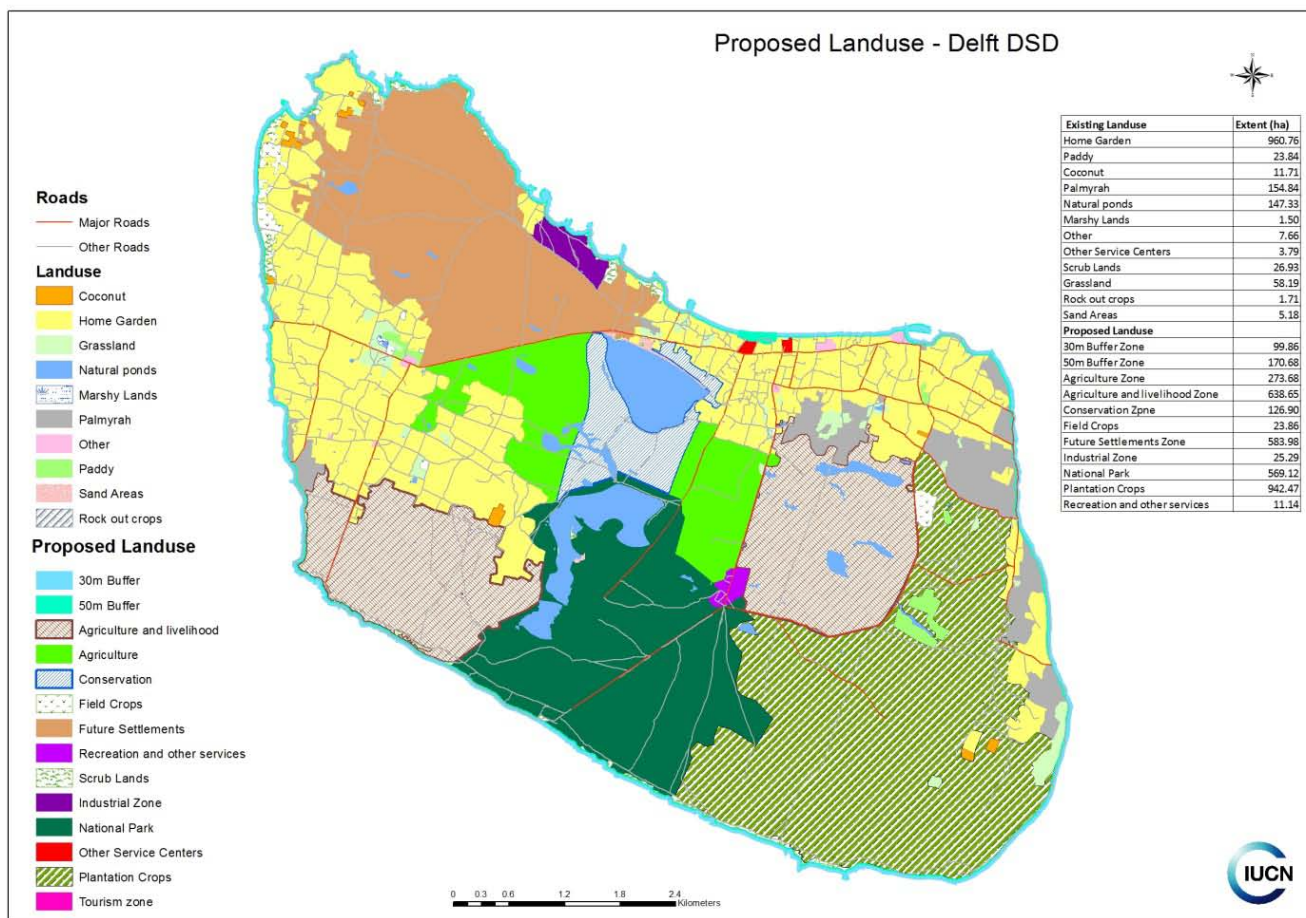 Proposed Landuse - Delft DSD
Existing Landuse Extent (ha)
Home Garden 960.76
Paddy 23.84
Coconut 11.71
Palmyrah 154.84
Natural ponds 147.33
Marshy Lands 1.50
Other 7.66
Other Service Centers 3.79
Scrub Lands 26.93
Grassland 58.19
Rock out crops 1.71
Sand Areas 5.18
Proposed Landuse
30m Buffer Zone 99.86
50m Buffer Zone 170.68
Agriculture Zone 273.68
Agriculture and livelihood Zone 638.65
Conservation Zpne 126.90
Field Crops 23.86
Future Settlements Zone 583.98
Industrial Zone 25.29
National Park 569.12
Plantation Crops 942.47
Recreation and other services 11.14
Roads
Major Roads
Other Roads
Landuse
Coconut
Home Garden
Grassland
Natural ponds
Marshy Lands
Palmyrah
Other
Paddy
Sand Areas
Rock out crops
Proposed Landuse
30m Buffer
50m Buffer
Agriculture and livelihood
Agriculture
Conservation
Field Crops
Future Settlements
Recreation and other services
Scrub Lands
Industrial Zone
National Park
Other Service Centers
Plantation Crops
Tourism zone
0 0.3 0.6 1.2 1.8 2.4
Kilometers
IUCN